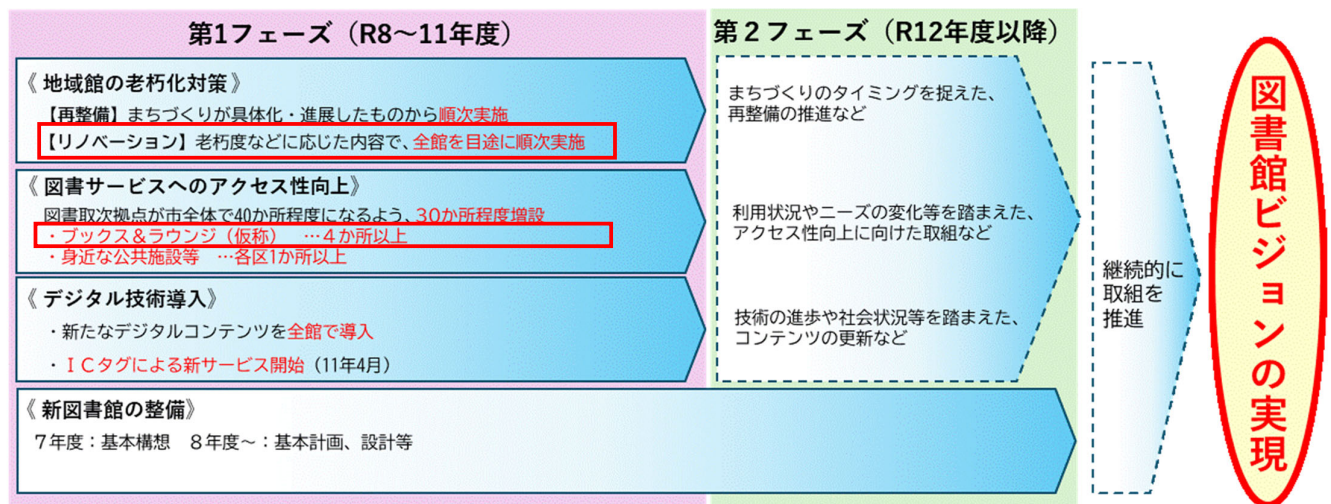 第1フェーズ（R8～11年度）
第２フェーズ（R12年度以降）
《 地域館の老朽化対策 》
【再整備】まちづくりが具体化・進展したものから順次実施
【リノベーション】老朽度などに応じた内容で、全館を目途に順次実施
まちづくりのタイミングを捉えた、
再整備の推進など
《 図書サービスへのアクセス性向上》
図書取次拠点が市全体で40か所程度になるよう、30か所程度増設
・ブックス＆ラウンジ（仮称）　…４か所以上
・身近な公共施設等　…各区1か所以上
利用状況やニーズの変化等を踏まえた、
アクセス性向上に向けた取組など
《 デジタル技術導入》
・新たなデジタルコンテンツを全館で導入
・ＩＣタグによる新サービス開始（11年4月）
技術の進歩や社会状況等を踏まえた、
コンテンツの更新など
《 新図書館の整備》
７年度：基本構想　８年度～：基本計画、設計等
継続的に
取組を
推進
図書館ビジョンの実現